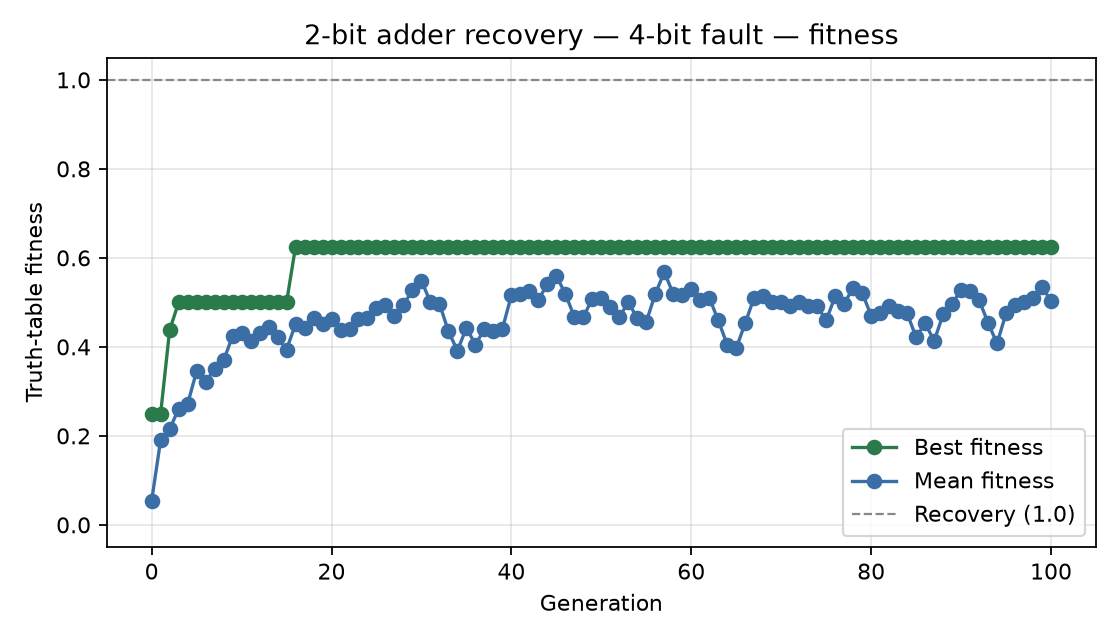 2-bit adder recovery — 4-bit fault — fitness
Truth-table fitness
1.0
0.8
0.6
0.4
0.2
0.0
Best fitness
Mean fitness
Recovery (1.0)
0 20 40 60 80 100
Generation